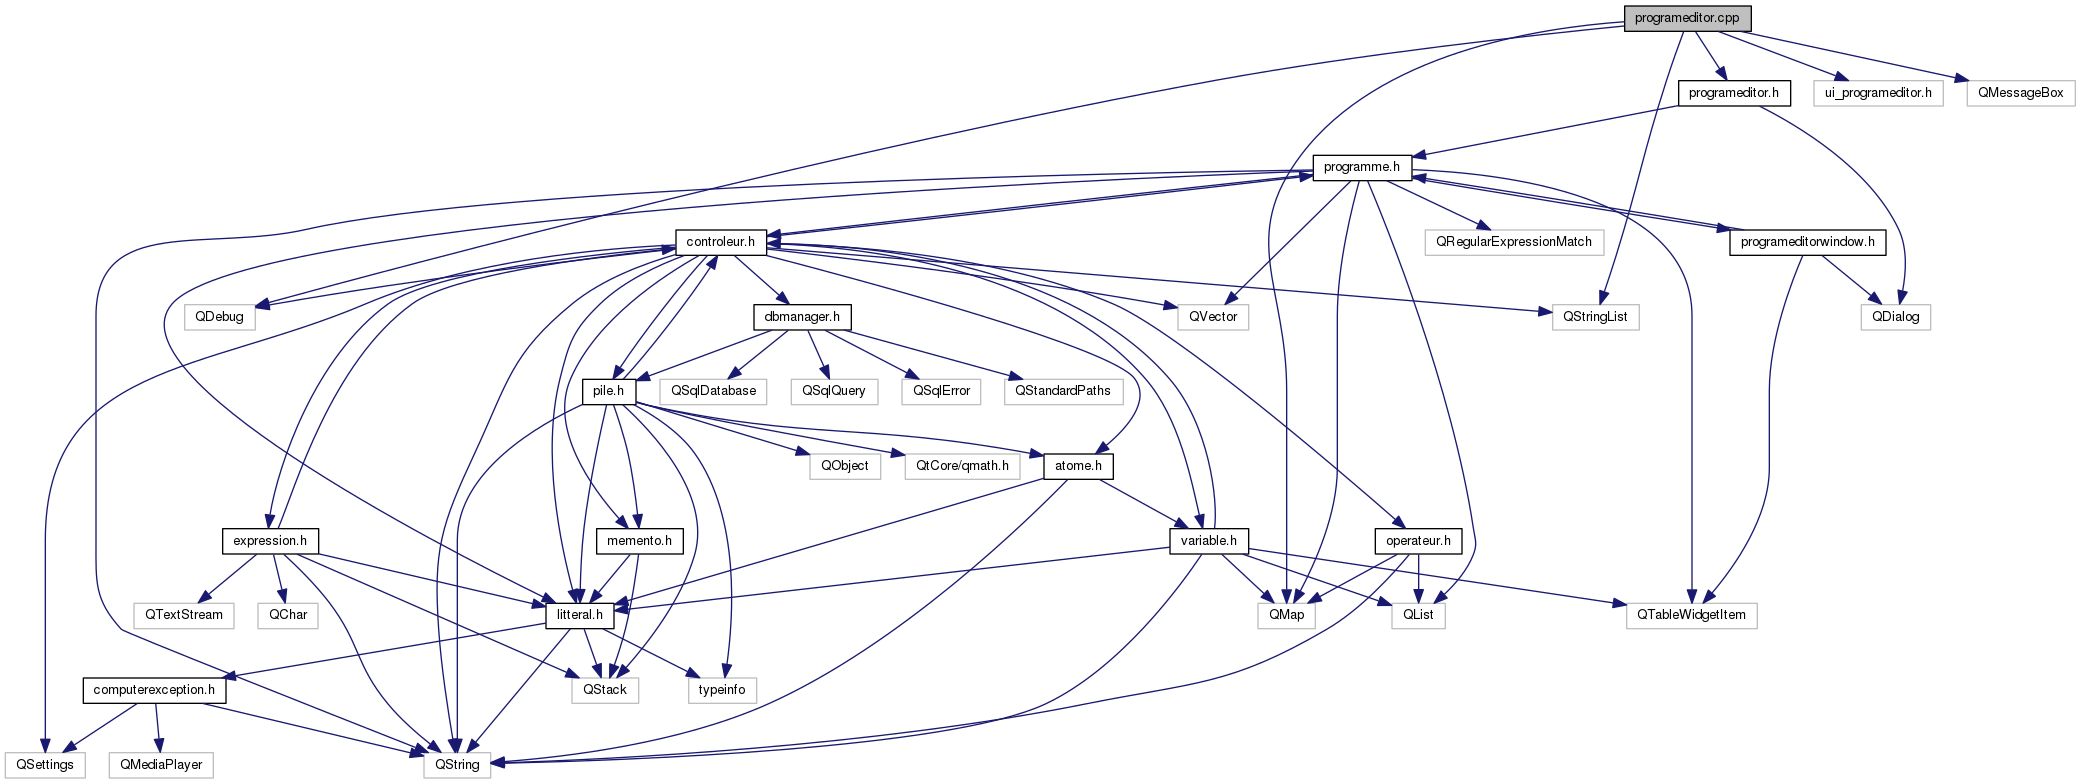 programeditor.cpp
programeditor.h
ui_programeditor.h
QMessageBox
programme.h
controleur.h
QRegularExpressionMatch
programeditorwindow.h
QDebug
dbmanager.h
QVector
QStringList
QDialog
pile.h
QSqlDatabase
QSqlQuery
QSqlError
QStandardPaths
QObject
QtCore/qmath.h
atome.h
expression.h
memento.h
variable.h
operateur.h
QTextStream
QChar
litteral.h
QMap
QList
QTableWidgetItem
computerexception.h
QStack
typeinfo
QSettings
QMediaPlayer
QString